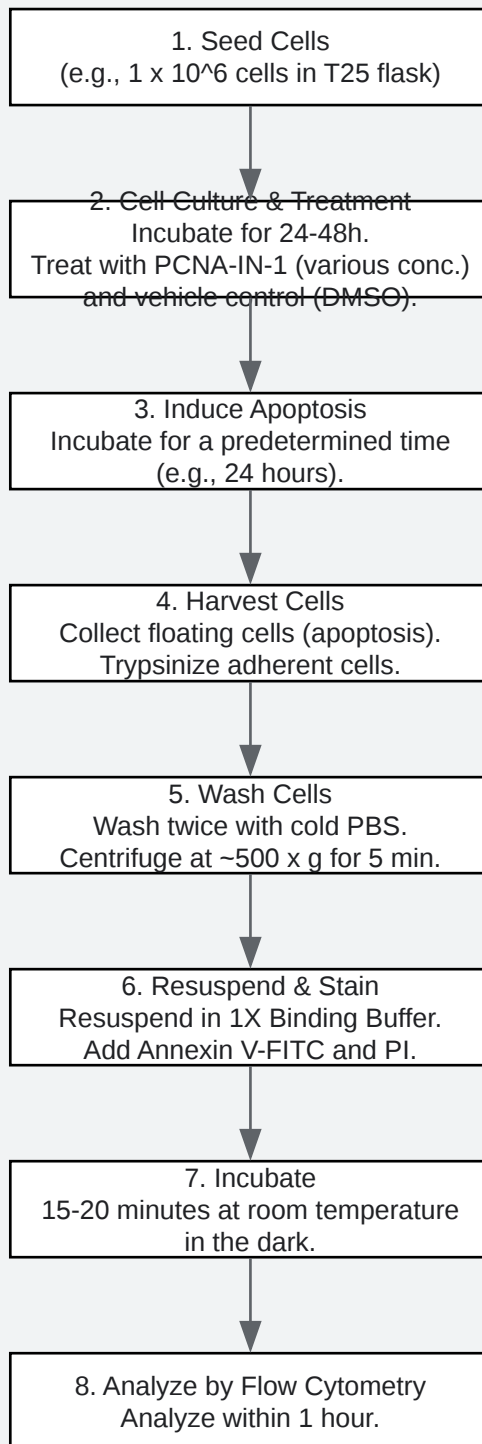 1. Seed Cells
(e.g., 1 x 10^6 cells in T25 flask)
2. Cell Culture & Treatment
Incubate for 24-48h.
Treat with PCNA-IN-1 (various conc.)
and vehicle control (DMSO).
3. Induce Apoptosis
Incubate for a predetermined time
(e.g., 24 hours).
4. Harvest Cells
Collect floating cells (apoptosis).
Trypsinize adherent cells.
5. Wash Cells
Wash twice with cold PBS.
Centrifuge at ~500 x g for 5 min.
6. Resuspend & Stain
Resuspend in 1X Binding Buffer.
Add Annexin V-FITC and PI.
7. Incubate
15-20 minutes at room temperature
in the dark.
8. Analyze by Flow Cytometry
Analyze within 1 hour.